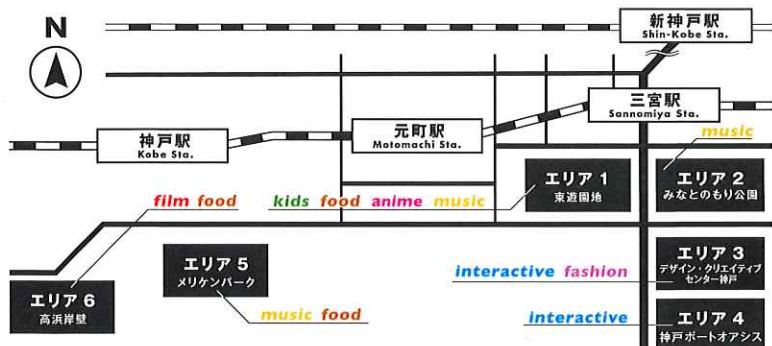 新神戸駅
Shin-Kobe Sta.
N
三宮駅
Sannomiya Sta.
元町駅
Motomachi Sta.
神戸駅
Kobe Sta.
music
エリア 1
東遊園地
エリア 2
みなとのもり公園
film food
kids food anime music
エリア 3
デザイン・クリエイティブ
センター神戸
エリア 5
メリケンパーク
interactive fashion
エリア 6
高浜岸壁
music food
interactive
エリア 4
神戸ポートオアシス